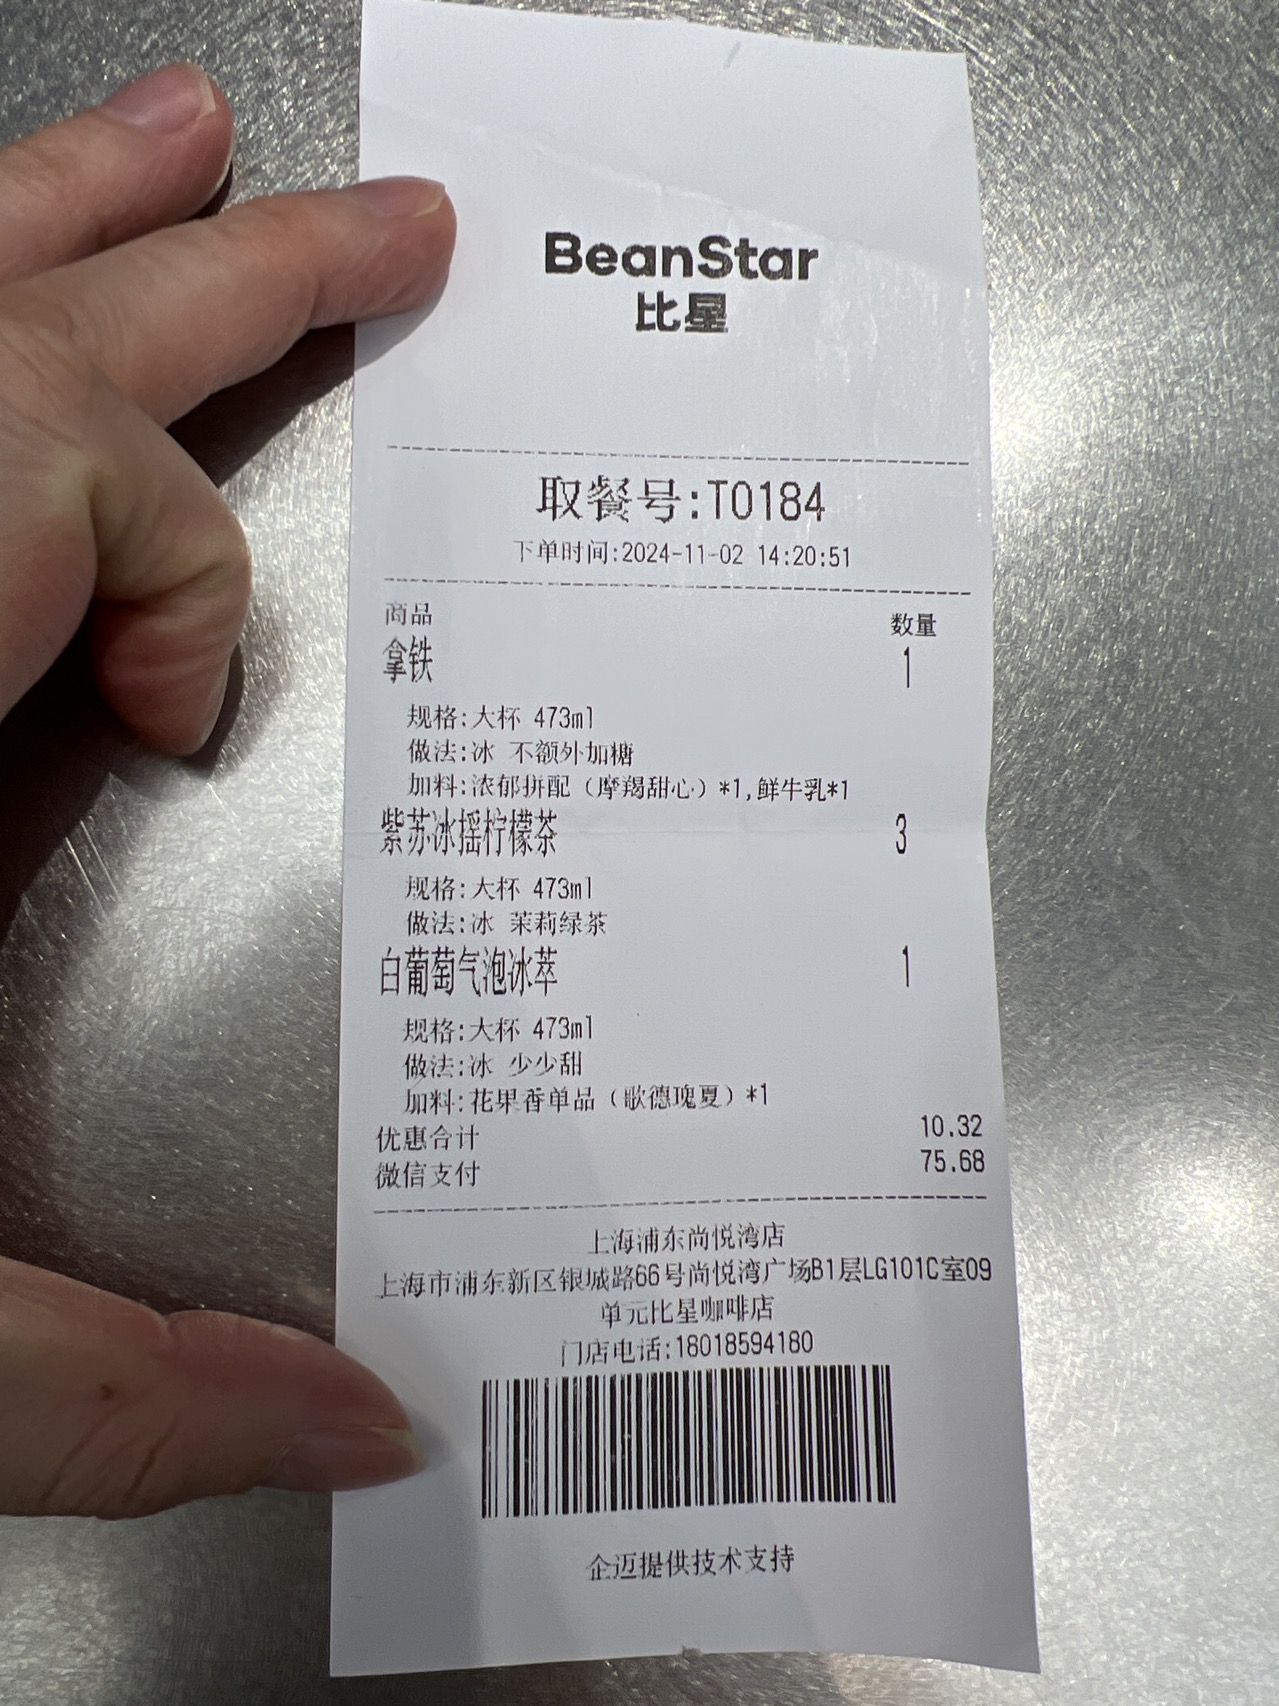 BeanStar
比星
取餐号:T0184
下单时间:2024-11-02 14:20:51
商品 数量
拿铁 1
规格:大杯 473ml
做法:冰 不额外加糖
加料:浓郁拼配（摩羯甜心）*1,鲜牛乳*1
紫苏冰摇柠檬茶 3
规格:大杯 473ml
做法:冰 茉莉绿茶
白葡萄气泡冰萃 1
规格:大杯 473ml
做法:冰 少少甜
加料:花果香单品（歌德瑰夏）*1
优惠合计 10.32
微信支付 75.68
上海浦东尚悦湾店
上海市浦东新区银城路66号尚悦湾广场B1层LG101C室09
单元比星咖啡店
门店电话:18018594180
企迈提供技术支持